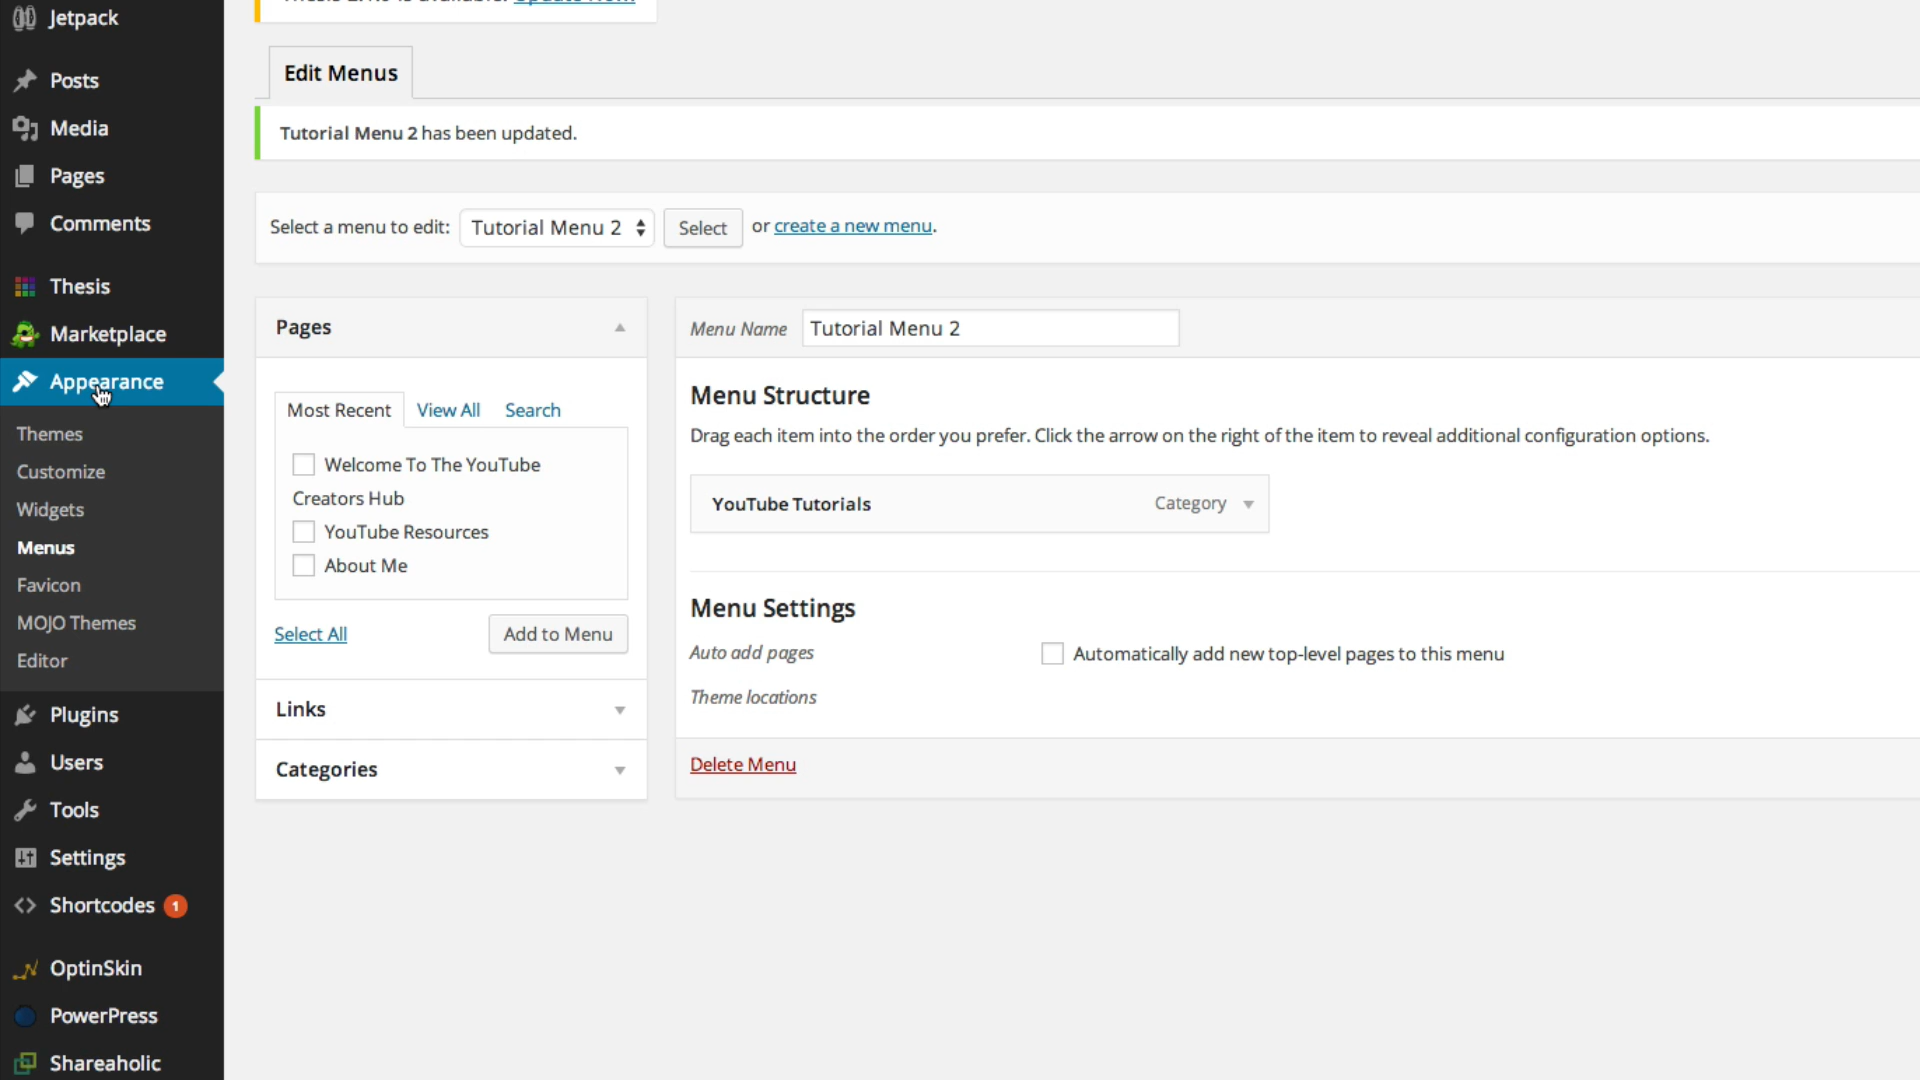 Jetpack
Posts
Media
Pages
Comments
Thesis
Marketplace
Appearance
Themes
Customize
Widgets
Menus
Favicon
MOJO Themes
Editor
Plugins
Users
Tools
Settings
Shortcodes 1
OptinSkin
PowerPress
Shareaholic
Edit Menus
Tutorial Menu 2 has been updated.
Select a menu to edit: Tutorial Menu 2 Select or create a new menu.
Pages
Most Recent View All Search
Welcome To The YouTube
Creators Hub
YouTube Resources
About Me
Select All Add to Menu
Links
Categories
Menu Name Tutorial Menu 2
Menu Structure
Drag each item into the order you prefer. Click the arrow on the right of the item to reveal additional configuration options.
YouTube Tutorials Category
Menu Settings
Auto add pages Automatically add new top-level pages to this menu
Theme locations
Delete Menu